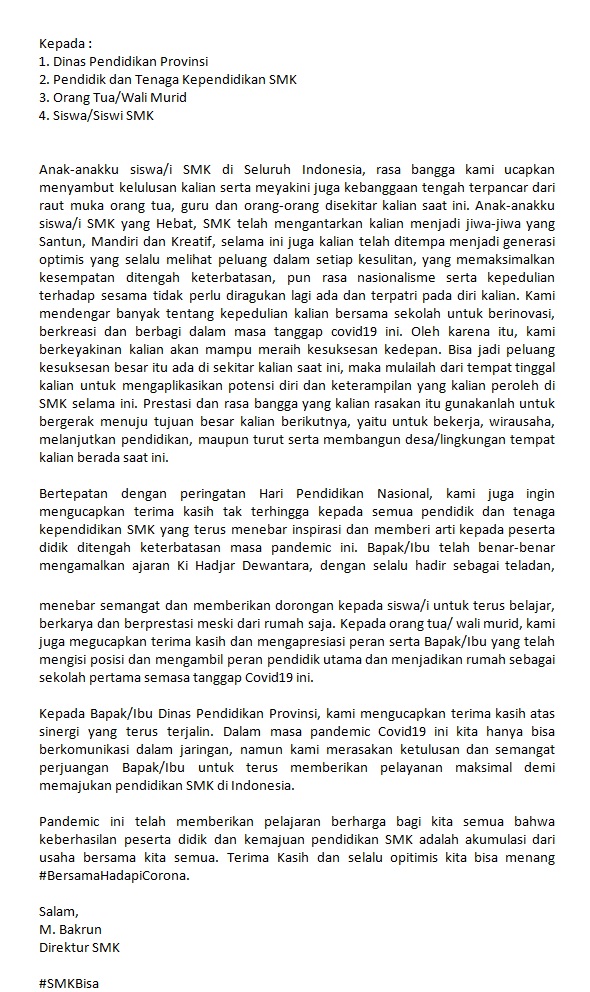 Kepada :
1. Dinas Pendidikan Provinsi
2. Pendidik dan Tenaga Kependidikan SMK
3. Orang Tua/Wali Murid
4. Siswa/Siswi SMK
Anak-anakku siswa/i SMK di Seluruh Indonesia, rasa bangga kami ucapkan
menyambut kelulusan kalian serta meyakini juga kebanggaan tengah terpancar dari
raut muka orang tua, guru dan orang-orang disekitar kalian saat ini. Anak-anakku
siswa/i SMK yang Hebat, SMK telah mengantarkan kalian menjadi jiwa-jiwa yang
Santun, Mandiri dan Kreatif, selama ini juga kalian telah ditempa menjadi generasi
optimis yang selalu melihat peluang dalam setiap kesulitan, yang memaksimalkan
kesempatan ditengah keterbatasan, pun rasa nasionalisme serta kepedulian
terhadap sesama tidak perlu diragukan lagi ada dan terpatri pada diri kalian. Kami
mendengar banyak tentang kepedulian kalian bersama sekolah untuk berinovasi,
berkreasi dan berbagi dalam masa tanggap covid19 ini. Oleh karena itu, kami
berkeyakinan kalian akan mampu meraih kesuksesan kedepan. Bisa jadi peluang
kesuksesan besar itu ada di sekitar kalian saat ini, maka mulailah dari tempat tinggal
kalian untuk mengaplikasikan potensi diri dan keterampilan yang kalian peroleh di
SMK selama ini. Prestasi dan rasa bangga yang kalian rasakan itu gunakanlah untuk
bergerak menuju tujuan besar kalian berikutnya, yaitu untuk bekerja, wirausaha,
melanjutkan pendidikan, maupun turut serta membangun desa/lingkungan tempat
kalian berada saat ini.
Bertepatan dengan peringatan Hari Pendidikan Nasional, kami juga ingin
mengucapkan terima kasih tak terhingga kepada semua pendidik dan tenaga
kependidikan SMK yang terus menebar inspirasi dan memberi arti kepada peserta
didik ditengah keterbatasan masa pandemic ini. Bapak/Ibu telah benar-benar
mengamalkan ajaran Ki Hadjar Dewantara, dengan selalu hadir sebagai teladan,
menebar semangat dan memberikan dorongan kepada siswa/i untuk terus belajar,
berkarya dan berprestasi meski dari rumah saja. Kepada orang tua/ wali murid, kami
juga megucapkan terima kasih dan mengapresiasi peran serta Bapak/Ibu yang telah
mengisi posisi dan mengambil peran pendidik utama dan menjadikan rumah sebagai
sekolah pertama semasa tanggap Covid19 ini.
Kepada Bapak/Ibu Dinas Pendidikan Provinsi, kami mengucapkan terima kasih atas
sinergi yang terus terjalin. Dalam masa pandemic Covid19 ini kita hanya bisa
berkomunikasi dalam jaringan, namun kami merasakan ketulusan dan semangat
perjuangan Bapak/Ibu untuk terus memberikan pelayanan maksimal demi
memajukan pendidikan SMK di Indonesia.
Pandemic ini telah memberikan pelajaran berharga bagi kita semua bahwa
keberhasilan peserta didik dan kemajuan pendidikan SMK adalah akumulasi dari
usaha bersama kita semua. Terima Kasih dan selalu opitimis kita bisa menang
#BersamaHadapiCorona.
Salam,
M. Bakrun
Direktur SMK
#SMKBisa